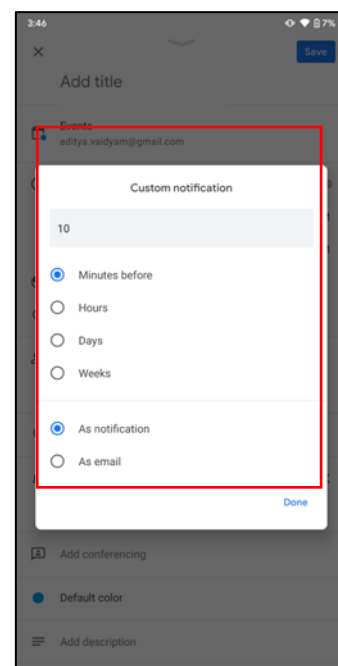 3:46
7%
Save
Add title
Events
aditya.vaidyam@gmail.com
Custom notification
10
Minutes before
Hours
Days
Weeks
As notification
As email
Done
Add conferencing
Default color
Add description